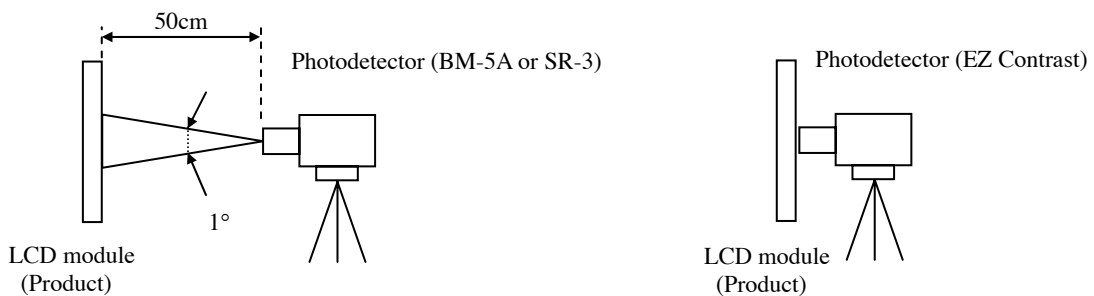 50cm
Photodetector (BM-5A or SR-3)
1°
LCD module
(Product)
Photodetector (EZ Contrast)
LCD module
(Product)